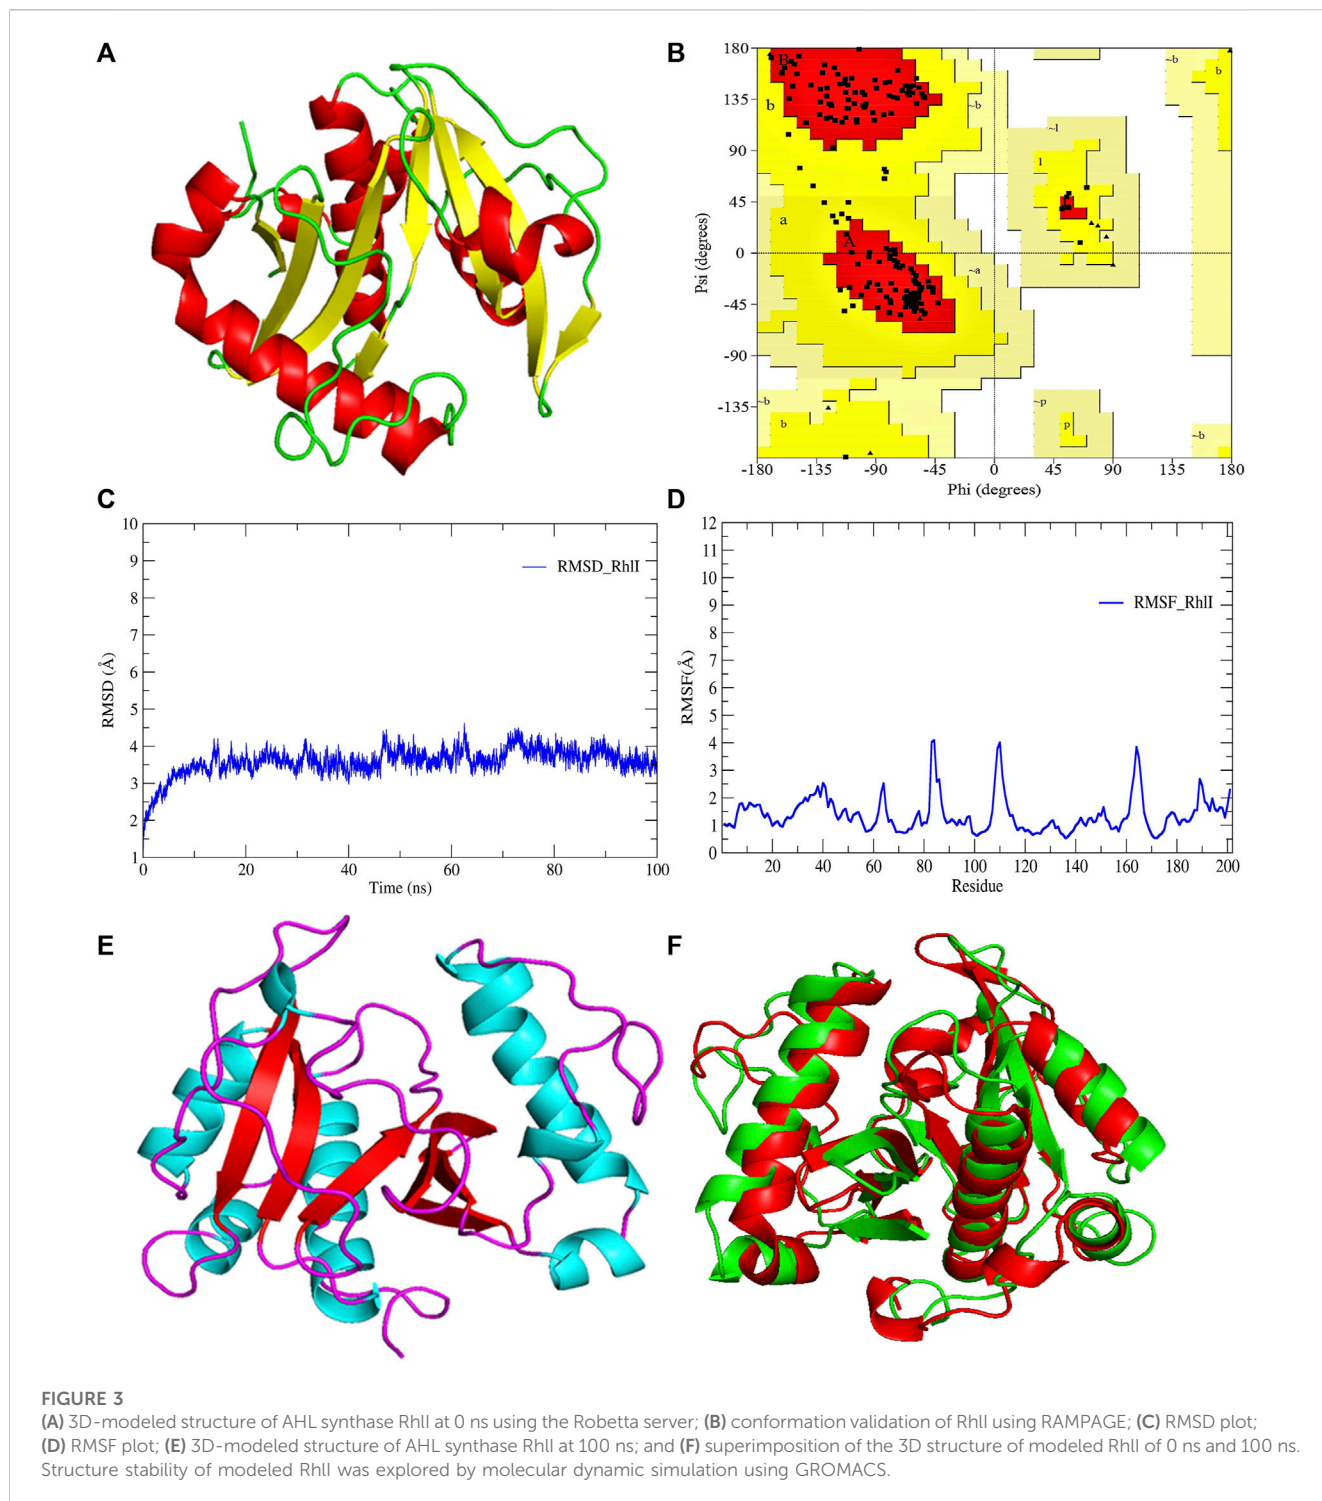 A
B
180
135
90
45
0
-45
-90
-135
Psi (degrees)
B
b
a
A
~b
~a
~l
l
~b
b
~b
b
~p
p
~b
-180
-135
-90
-45
0
45
90
135
180
Phi (degrees)
C
10
9
8
7
6
5
4
3
2
1
RMSD (Å)
RMSD_RhlI
0
20
40
60
80
100
Time (ns)
D
12
11
10
9
8
7
6
5
4
3
2
1
0
RMSF(Å)
RMSF_RhlI
20
40
60
80
100
120
140
160
180
200
Residue
E
F
FIGURE 3
(A) 3D-modeled structure of AHL synthase RhlI at 0 ns using the Robetta server; (B) conformation validation of RhlI using RAMPAGE; (C) RMSD plot;
(D) RMSF plot; (E) 3D-modeled structure of AHL synthase RhlI at 100 ns; and (F) superimposition of the 3D structure of modeled RhlI of 0 ns and 100 ns.
Structure stability of modeled RhlI was explored by molecular dynamic simulation using GROMACS.